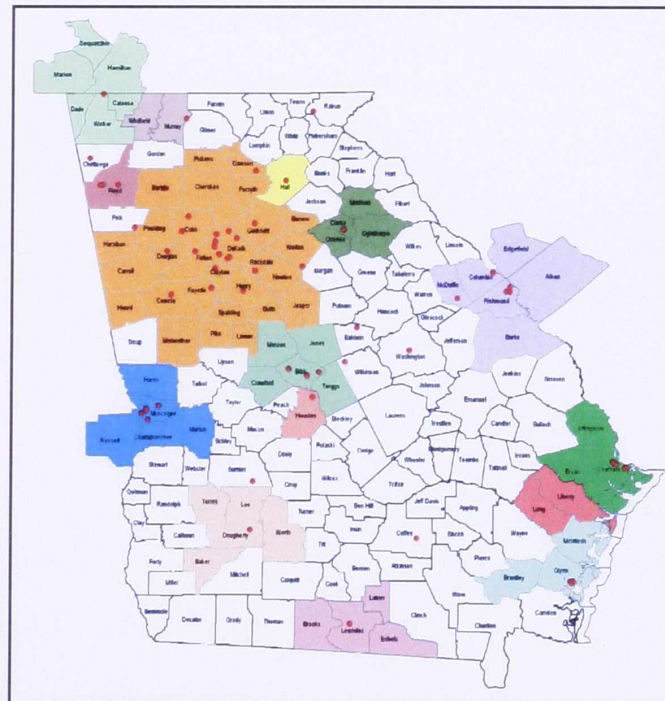 Sequatchie
Marion
Hamilton
Dade
Catoosa
Walker
Whitfield
Murray
Fannin
Gilmer
Union
Towns
Rabun
White
Habersham
Lumpkin
Stephens
Chattooga
Gordon
Pickens
Dawson
Hall
Banks
Franklin
Hart
Floyd
Bartow
Cherokee
Forsyth
Jackson
Madison
Elbert
Polk
Paulding
Cobb
Gwinnett
Barrow
Clarke
Oconee
Oglethorpe
Wilkes
Lincoln
Edgefield
Haralson
Douglas
Fulton
DeKalb
Rockdale
Walton
Newton
Morgan
Greene
Taliaferro
McDuffie
Columbia
Richmond
Aiken
Carroll
Clayton
Henry
Fayette
Coweta
Heard
Spalding
Butts
Jasper
Putnam
Hancock
Warren
Glascock
Jefferson
Burke
Troup
Meriwether
Pike
Lamar
Monroe
Jones
Baldwin
Washington
Upson
Crawford
Bibb
Twiggs
Wilkinson
Johnson
Jenkins
Screven
Harris
Talbot
Taylor
Peach
Houston
Bleckley
Laurens
Emanuel
Candler
Bulloch
Effingham
Muscogee
Russell
Chattahoochee
Marion
Schley
Macon
Dooly
Pulaski
Dodge
Treutlen
Wheeler
Montgomery
Toombs
Tattnall
Evans
Bryan
Chatham
Stewart
Webster
Sumter
Crisp
Wilcox
Telfair
Jeff Davis
Appling
Long
Liberty
Quitman
Randolph
Terrell
Lee
Turner
Ben Hill
Coffee
Bacon
Wayne
McIntosh
Clay
Calhoun
Dougherty
Worth
Tift
Irwin
Atkinson
Pierce
Brantley
Glynn
Early
Baker
Miller
Mitchell
Colquitt
Cook
Berrien
Ware
Seminole
Decatur
Grady
Thomas
Brooks
Lowndes
Lanier
Echols
Clinch
Charlton
Camden